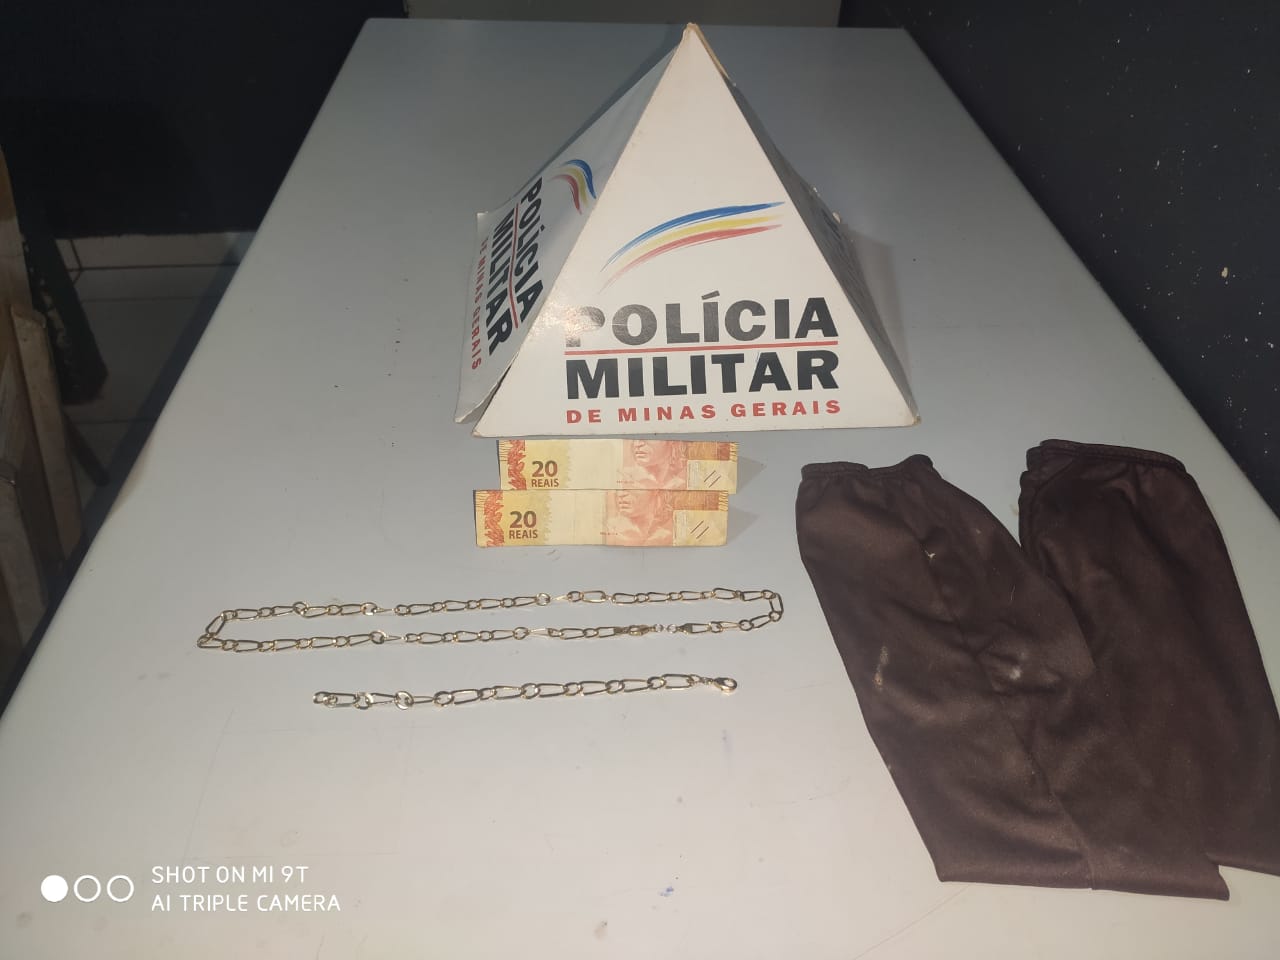 POLÍCIA
MILITAR
DE MINAS GERAIS
POLÍCIA
MILITAR
DE MINAS GERAIS
20
REAIS
20
REAIS
SHOT ON MI 9T
AI TRIPLE CAMERA